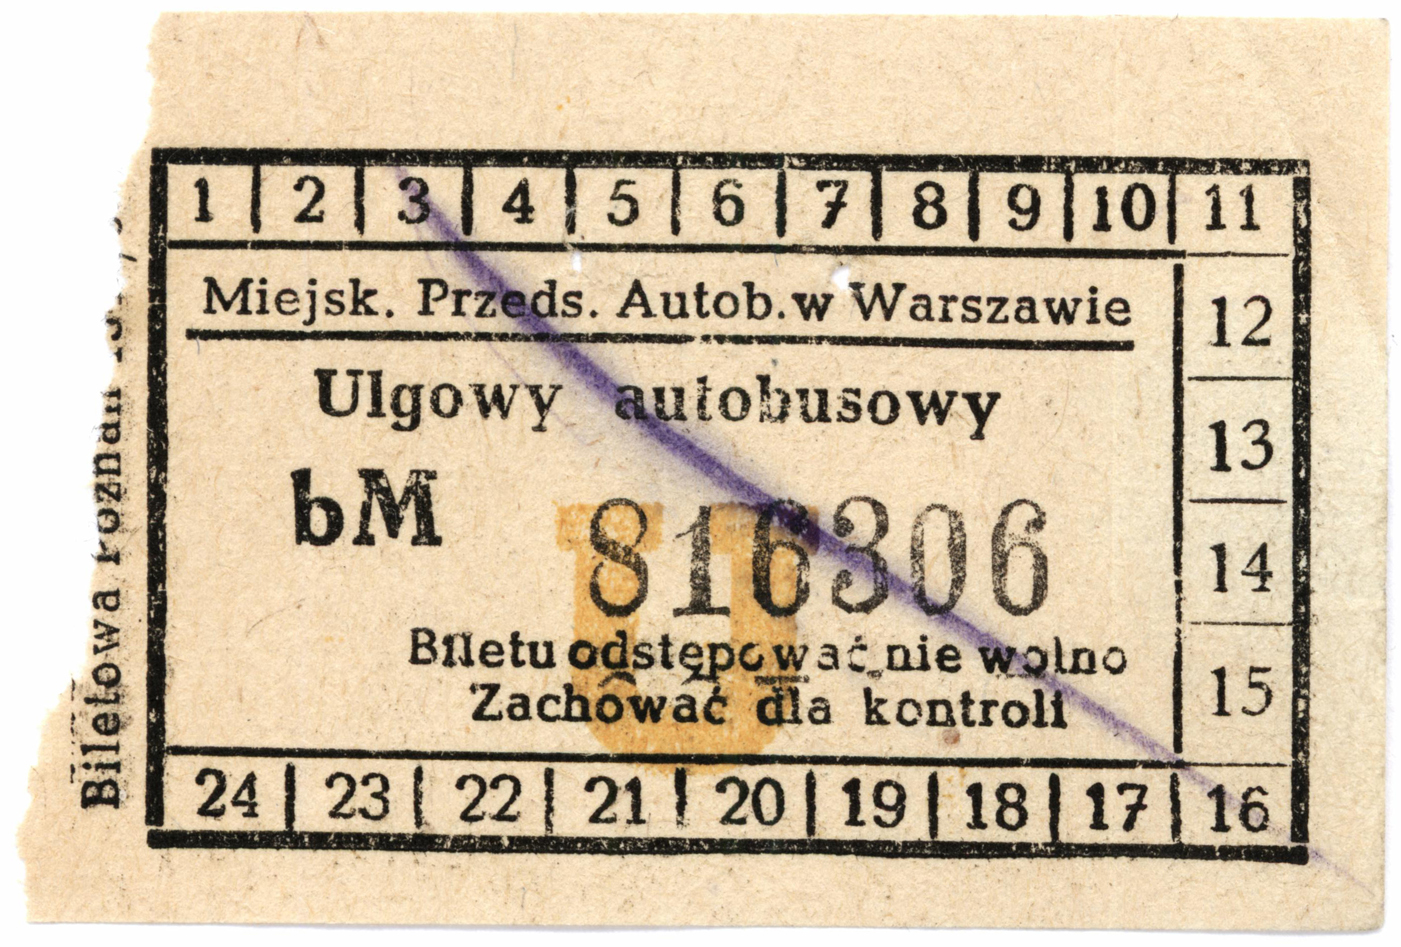 1 2 3 4 5 6 7 8 9 10 11
Miejsk. Przeds. Autob. w Warszawie
12
Ulgowy autobusowy
13
bM 816306
U
14
Biletu odstępować nie wolno
Zachować dla kontroli
15
24 23 22 21 20 19 18 17 16
Biletowa Poznań